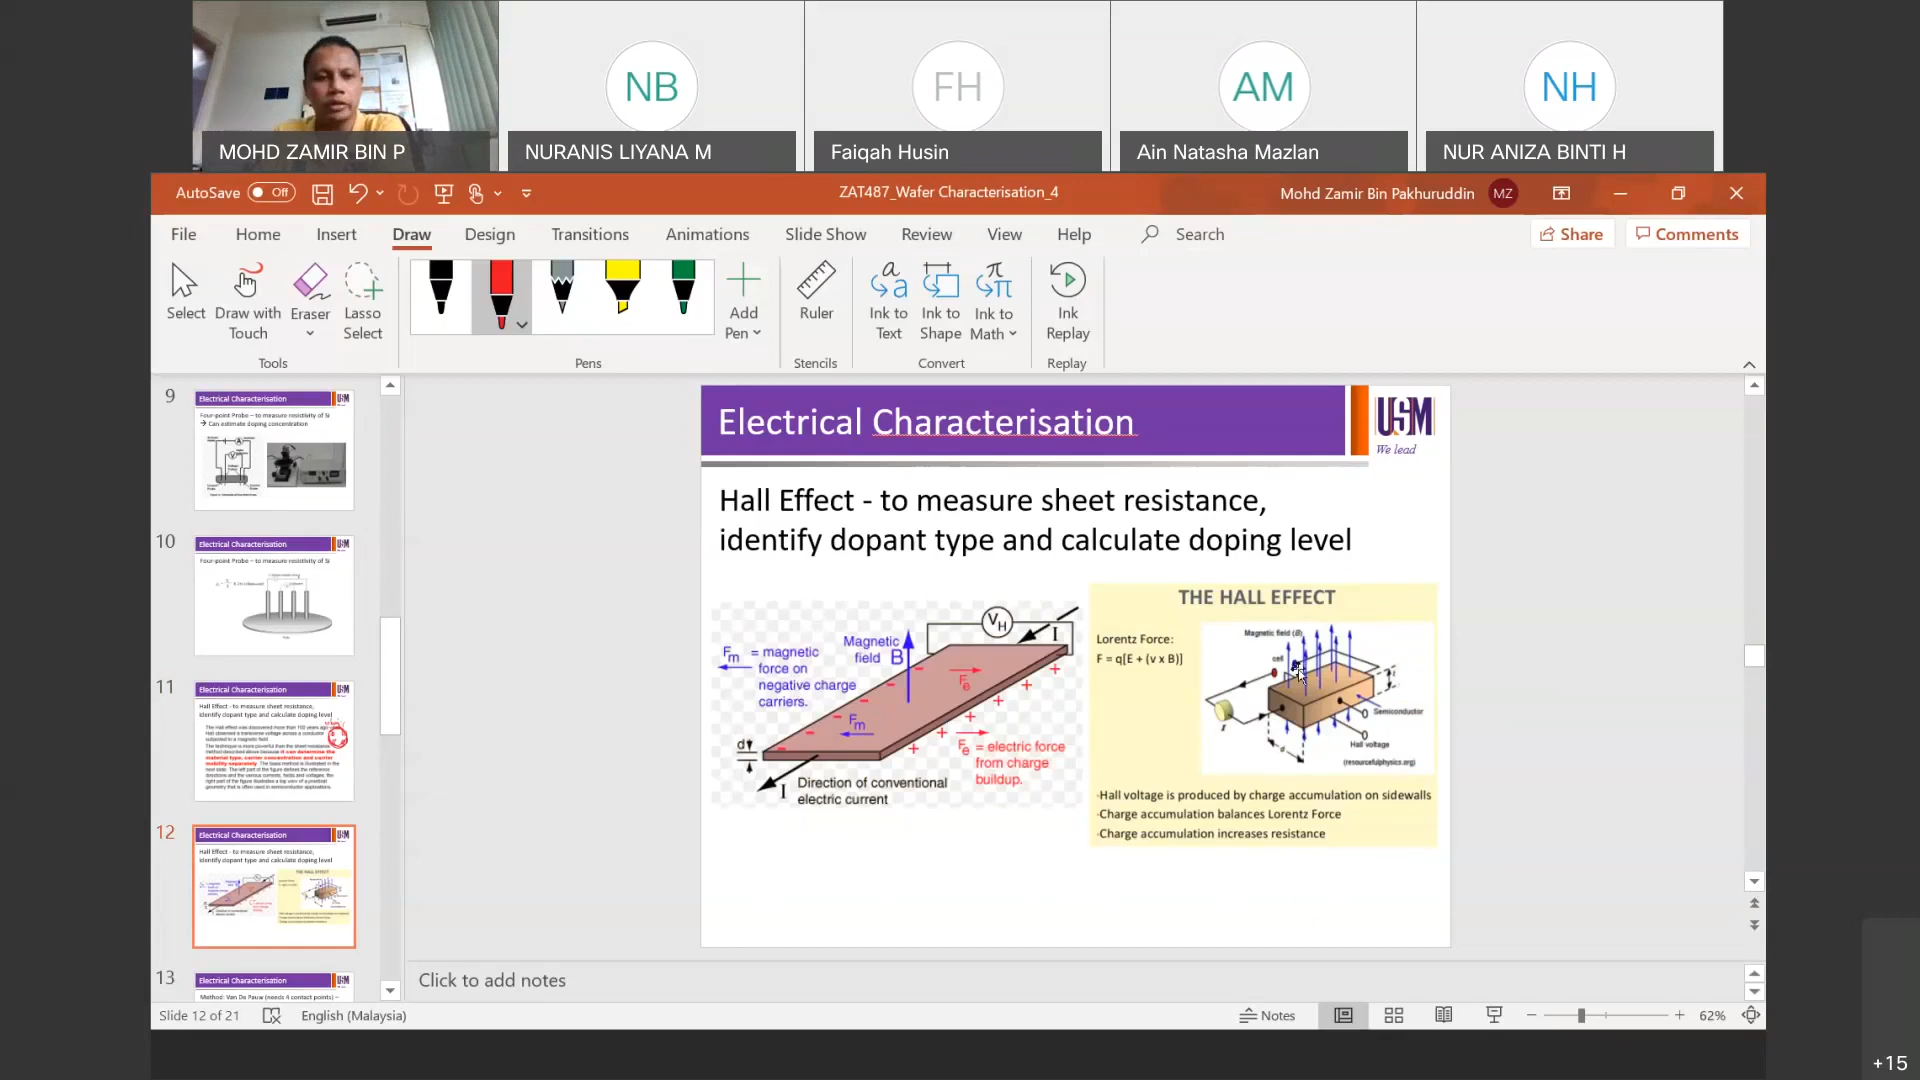 NB
FH
AM
NH
MOHD ZAMIR BIN P
NURANIS LIYANA M
Faiqah Husin
Ain Natasha Mazlan
NUR ANIZA BINTI H
AutoSave Off
ZAT487_Wafer Characterisation_4
Mohd Zamir Bin Pakhuruddin MZ
File Home Insert Draw Design Transitions Animations Slide Show Review View Help Search
Share Comments
Select
Draw with
Touch
Eraser
Lasso
Select
Tools
Pens
Add
Pen
Ruler
Stencils
Ink to
Text
Ink to
Shape
Ink to
Math
Convert
Ink
Replay
Replay
9
Electrical Characterisation
Four-point Probe – to measure resistivity of Si
→ Can estimate doping concentration
10
Electrical Characterisation
Four-point Probe – to measure resistivity of Si
11
Electrical Characterisation
Hall Effect - to measure sheet resistance,
identify dopant type and calculate doping level
12
Electrical Characterisation
Hall Effect - to measure sheet resistance,
identify dopant type and calculate doping level
13
Electrical Characterisation
Method: Van De Pauw (needs 4 contact points) –
Electrical Characterisation
USM
We lead
Hall Effect - to measure sheet resistance,
identify dopant type and calculate doping level
Fm = magnetic
force on
negative charge
carriers.
Magnetic
field B
VH
I
Fe
Fm
d
Fe = electric force
from charge
buildup.
I Direction of conventional
electric current
THE HALL EFFECT
Lorentz Force:
F = q[E + (v x B)]
Magnetic field (B)
cell
I
t
d
Semiconductor
Hall voltage
(resourcefulphysics.org)
·Hall voltage is produced by charge accumulation on sidewalls
·Charge accumulation balances Lorentz Force
·Charge accumulation increases resistance
Click to add notes
Slide 12 of 21 English (Malaysia)
Notes
62%
+15